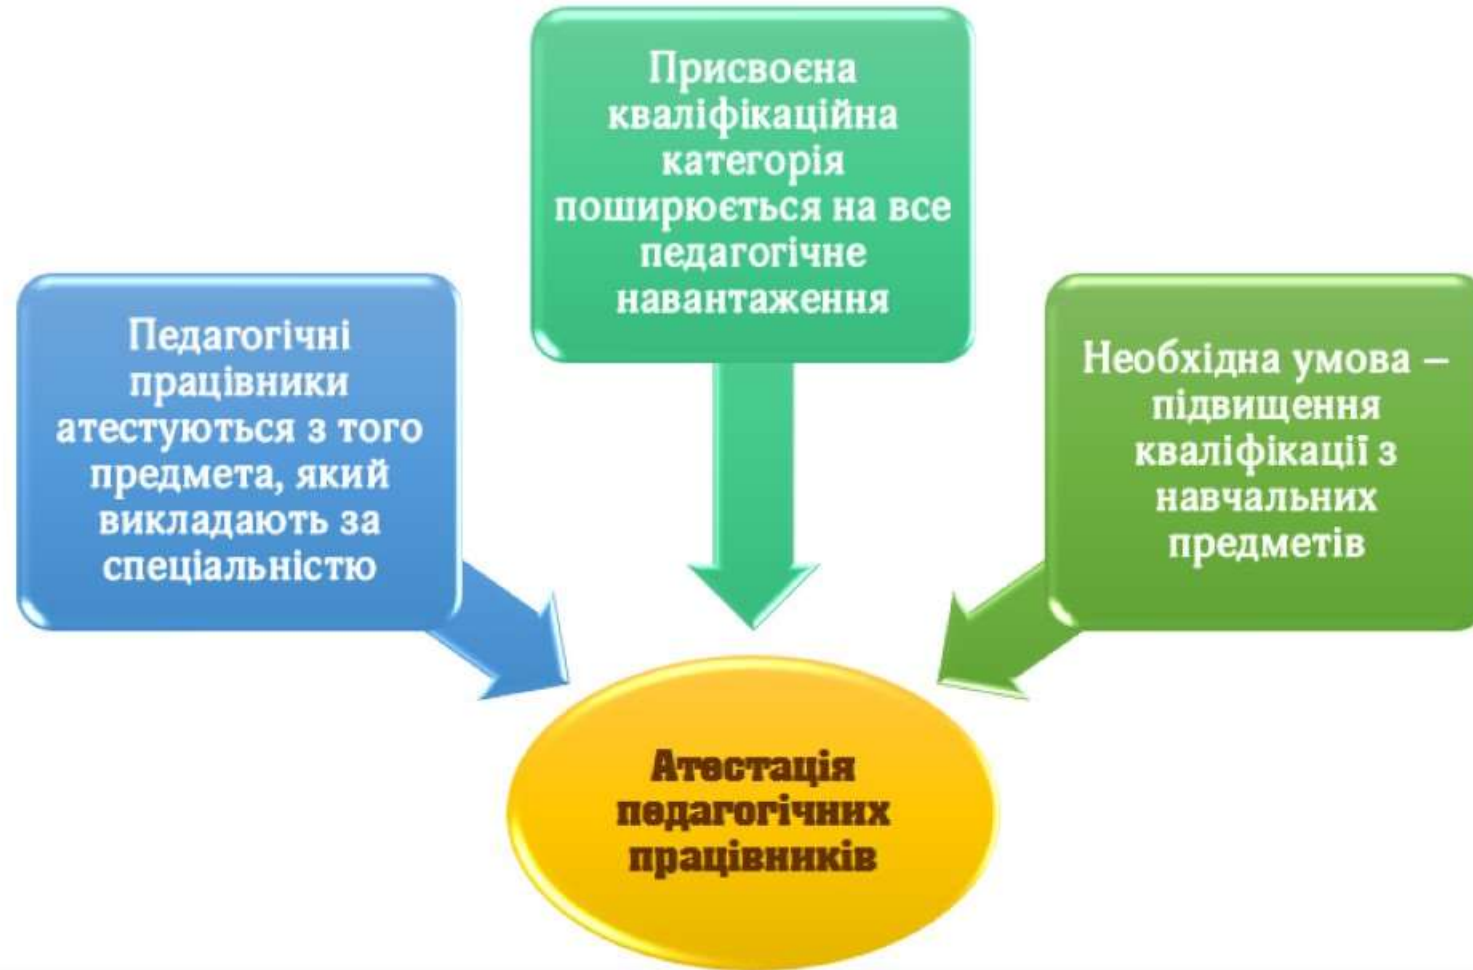 Присвоєна
кваліфікаційна
категорія
поширюється на все
педагогічне
навантаження
Педагогічні
працівники
атестуються з того
предмета, який
викладають за
спеціальністю
Необхідна умова –
підвищення
кваліфікації з
навчальних
предметів
Атестація
педагогічних
працівників